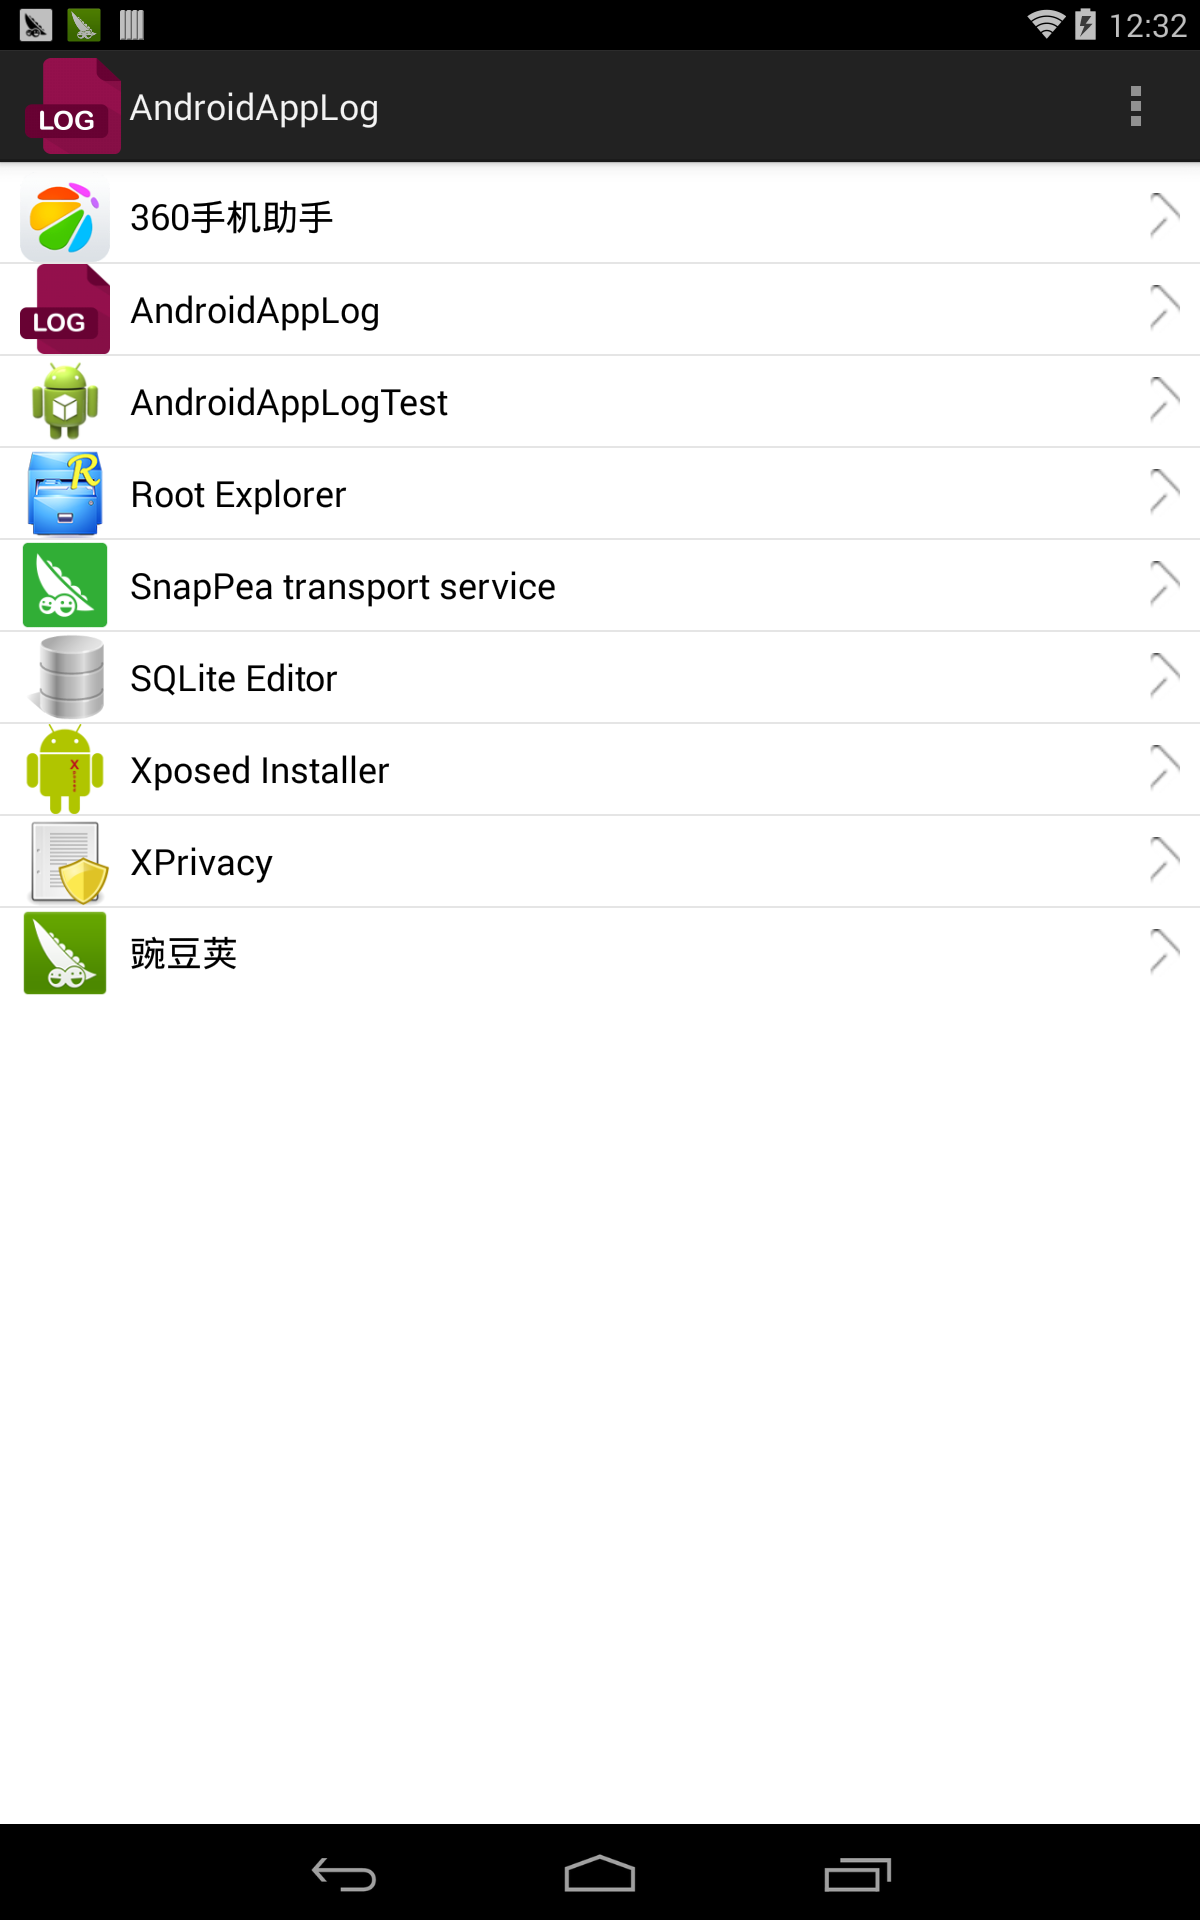 12:32
LOG AndroidAppLog
360手机助手
LOG AndroidAppLog
AndroidAppLogTest
R Root Explorer
SnapPea transport service
SQLite Editor
X Xposed Installer
XPrivacy
豌豆荚